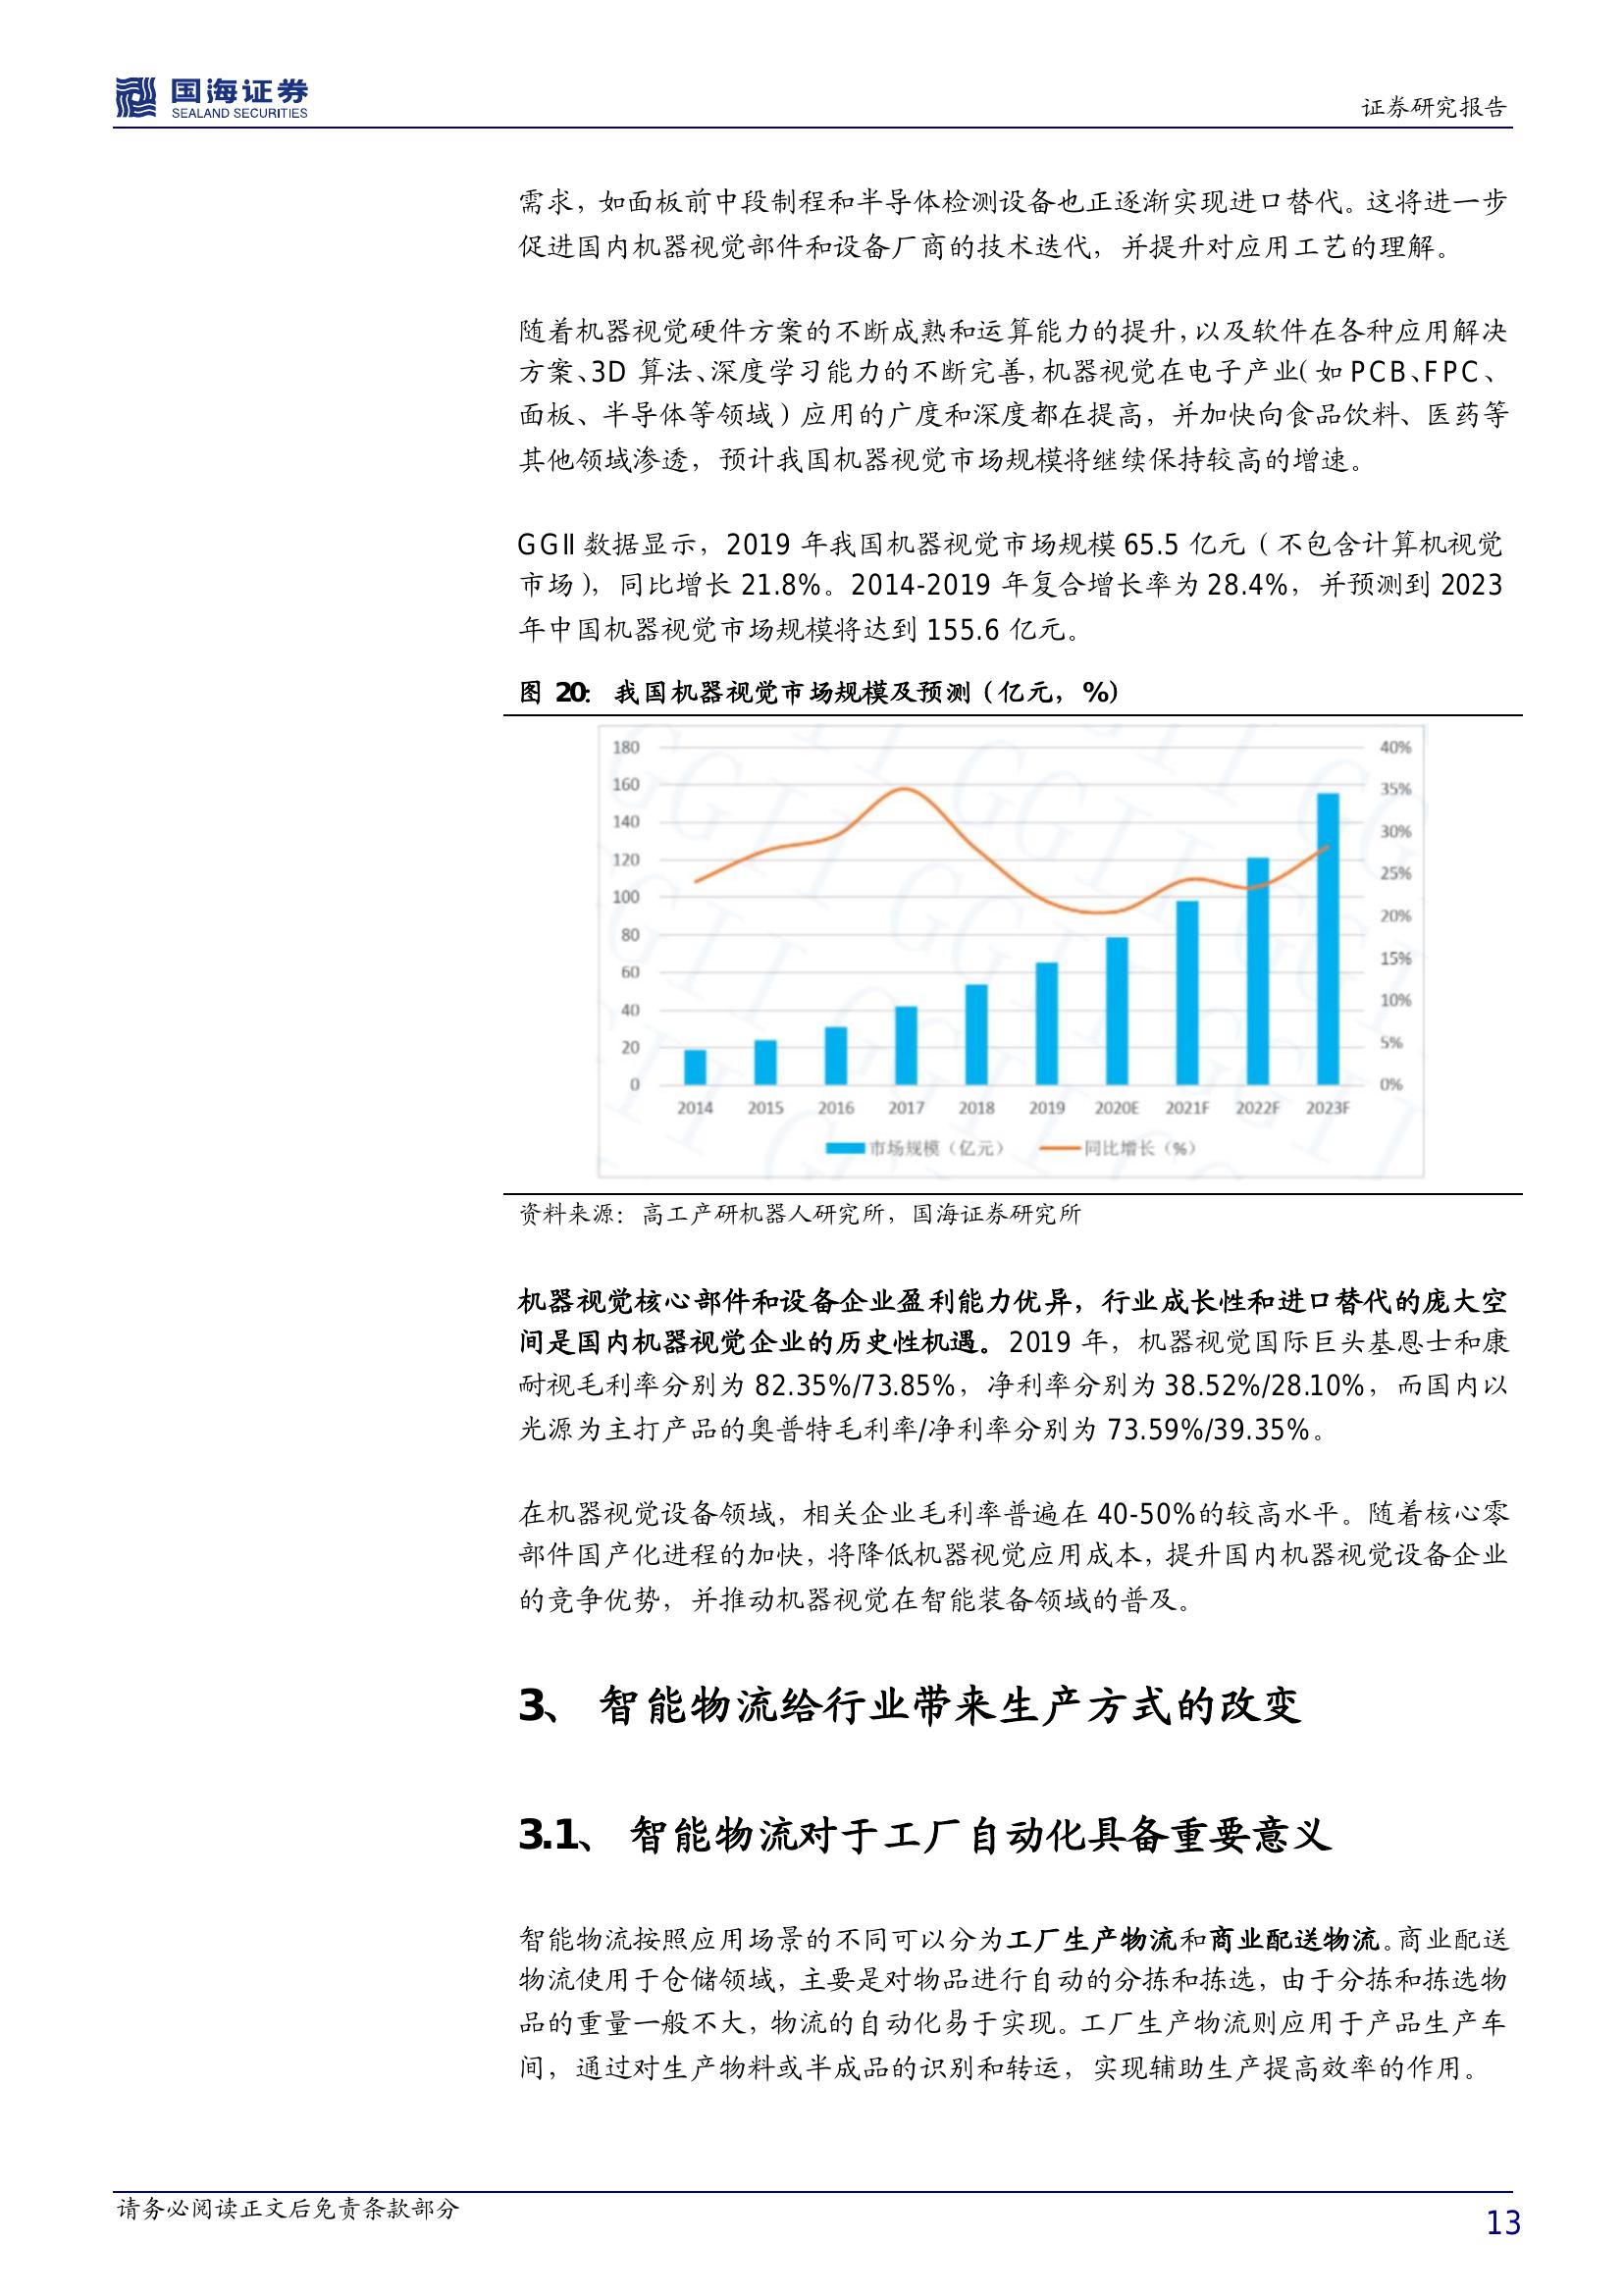 国海证券
SEALAND SECURITIES
证券研究报告
需求，如面板前中段制程和半导体检测设备也正逐渐实现进口替代。这将进一步
促进国内机器视觉部件和设备厂商的技术迭代，并提升对应用工艺的理解。
随着机器视觉硬件方案的不断成熟和运算能力的提升，以及软件在各种应用解决
方案、3D 算法、深度学习能力的不断完善，机器视觉在电子产业（如 PCB、FPC、
面板、半导体等领域）应用的广度和深度都在提高，并加快向食品饮料、医药等
其他领域渗透，预计我国机器视觉市场规模将继续保持较高的增速。
GGII 数据显示，2019 年我国机器视觉市场规模 65.5 亿元（不包含计算机视觉
市场），同比增长 21.8%。2014-2019 年复合增长率为 28.4%，并预测到 2023
年中国机器视觉市场规模将达到 155.6 亿元。
图 20： 我国机器视觉市场规模及预测（亿元，%）
180 40%
160 35%
140 30%
120 25%
100 20%
80 15%
60 10%
40 5%
20 0%
0
2014 2015 2016 2017 2018 2019 2020E 2021F 2022F 2023F
市场规模（亿元） 同比增长（%）
资料来源：高工产研机器人研究所，国海证券研究所
机器视觉核心部件和设备企业盈利能力优异，行业成长性和进口替代的庞大空
间是国内机器视觉企业的历史性机遇。2019 年，机器视觉国际巨头基恩士和康
耐视毛利率分别为 82.35%/73.85%，净利率分别为 38.52%/28.10%，而国内以
光源为主打产品的奥普特毛利率/净利率分别为 73.59%/39.35%。
在机器视觉设备领域，相关企业毛利率普遍在 40-50%的较高水平。随着核心零
部件国产化进程的加快，将降低机器视觉应用成本，提升国内机器视觉设备企业
的竞争优势，并推动机器视觉在智能装备领域的普及。
3、 智能物流给行业带来生产方式的改变
3.1、 智能物流对于工厂自动化具备重要意义
智能物流按照应用场景的不同可以分为工厂生产物流和商业配送物流。商业配送
物流使用于仓储领域，主要是对物品进行自动的分拣和拣选，由于分拣和拣选物
品的重量一般不大，物流的自动化易于实现。工厂生产物流则应用于产品生产车
间，通过对生产物料或半成品的识别和转运，实现辅助生产提高效率的作用。
请务必阅读正文后免责条款部分
13